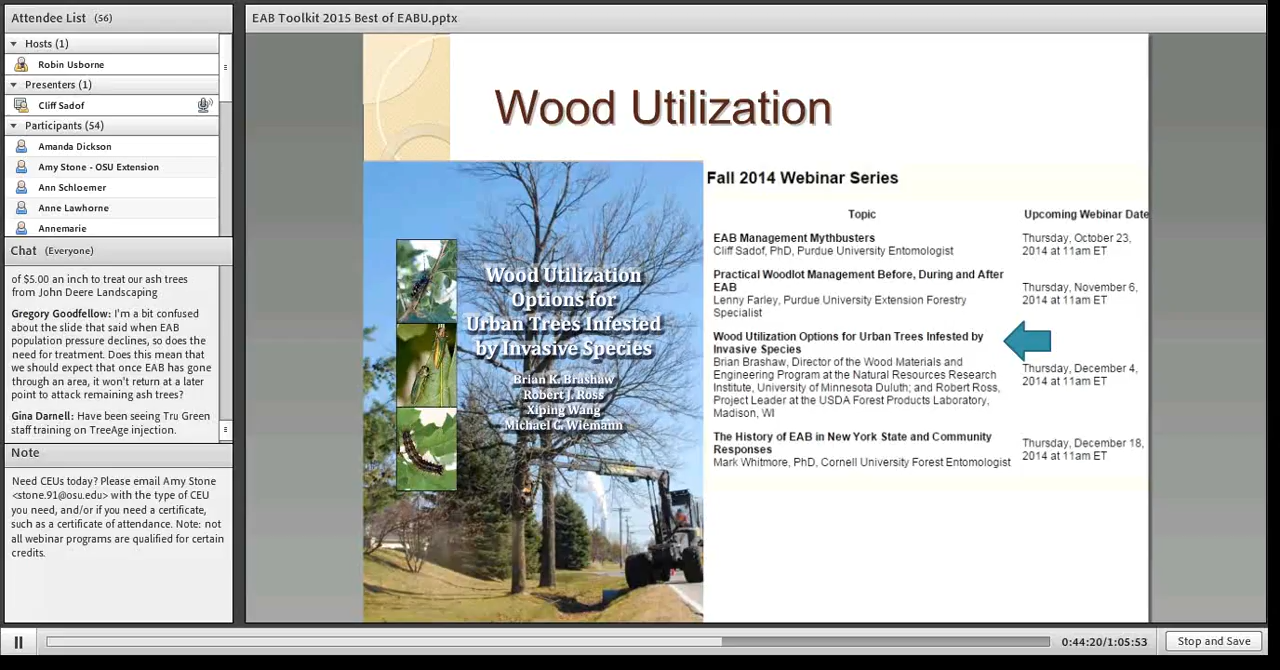 Attendee List (56)
Hosts (1)
Robin Usborne
Presenters (1)
Cliff Sadof
Participants (54)
Amanda Dickson
Amy Stone - OSU Extension
Ann Schloemer
Anne Lawhorne
Annemarie
Chat (Everyone)
of $5.00 an inch to treat our ash trees
from John Deere Landscaping
Gregory Goodfellow: I'm a bit confused
about the slide that said when EAB
population pressure declines, so does the
need for treatment. Does this mean that
we should expect that once EAB has gone
through an area, it won't return at a later
point to attack remaining ash trees?
Gina Darnell: Have been seeing Tru Green
staff training on TreeAge injection.
Note
Need CEUs today? Please email Amy Stone
<stone.91@osu.edu> with the type of CEU
you need, and/or if you need a certificate,
such as a certificate of attendance. Note: not
all webinar programs are qualified for certain
credits.
EAB Toolkit 2015 Best of EABU.pptx
Wood Utilization
Wood Utilization
Options for
Urban Trees Infested
by Invasive Species
Brian K. Brashaw
Robert J. Ross
Xiping Wang
Michael C. Wiemann
Fall 2014 Webinar Series
Topic
Upcoming Webinar Date
EAB Management Mythbusters
Cliff Sadof, PhD, Purdue University Entomologist
Thursday, October 23,
2014 at 11am ET
Practical Woodlot Management Before, During and After
EAB
Lenny Farley, Purdue University Extension Forestry
Specialist
Thursday, November 6,
2014 at 11am ET
Wood Utilization Options for Urban Trees Infested by
Invasive Species
Brian Brashaw, Director of the Wood Materials and
Engineering Program at the Natural Resources Research
Institute, University of Minnesota Duluth; and Robert Ross,
Project Leader at the USDA Forest Products Laboratory,
Madison, WI
Thursday, December 4,
2014 at 11am ET
The History of EAB in New York State and Community
Responses
Mark Whitmore, PhD, Cornell University Forest Entomologist
Thursday, December 18,
2014 at 11am ET
0:44:20/1:05:53
Stop and Save